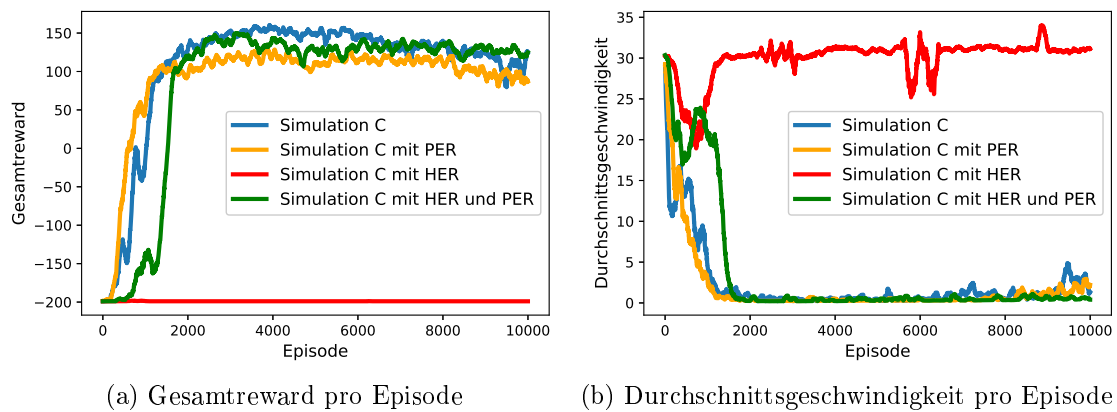 150
100
50
0
−50
−100
−150
−200
Gesamtreward
0
2000
4000
6000
8000
10000
Episode
Simulation C
Simulation C mit PER
Simulation C mit HER
Simulation C mit HER und PER
(a) Gesamtreward pro Episode
35
30
25
20
15
10
5
0
Durchschnittsgeschwindigkeit
0
2000
4000
6000
8000
10000
Episode
Simulation C
Simulation C mit PER
Simulation C mit HER
Simulation C mit HER und PER
(b) Durchschnittsgeschwindigkeit pro Episode